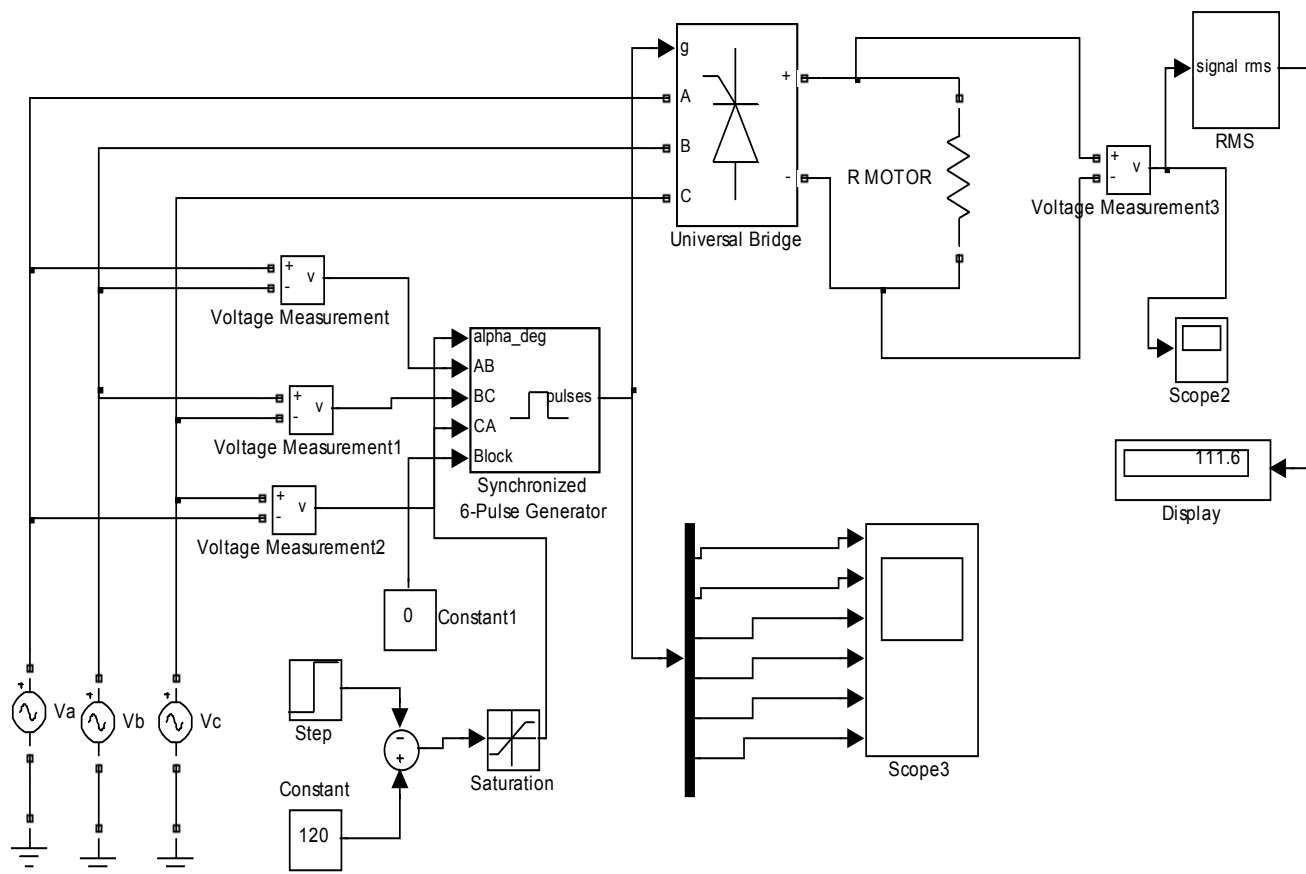 g
A
B
C
+
-
Universal Bridge
R MOTOR
+
-
v
Voltage Measurement3
signal rms
RMS
Scope2
111.6
Display
+
-
v
Voltage Measurement
+
-
v
Voltage Measurement1
+
-
v
Voltage Measurement2
alpha_deg
AB
BC
CA
Block
pulses
Synchronized
6-Pulse Generator
0
Constant1
Scope3
+
Va
+
Vb
+
Vc
Step
-
+
Saturation
Constant
120